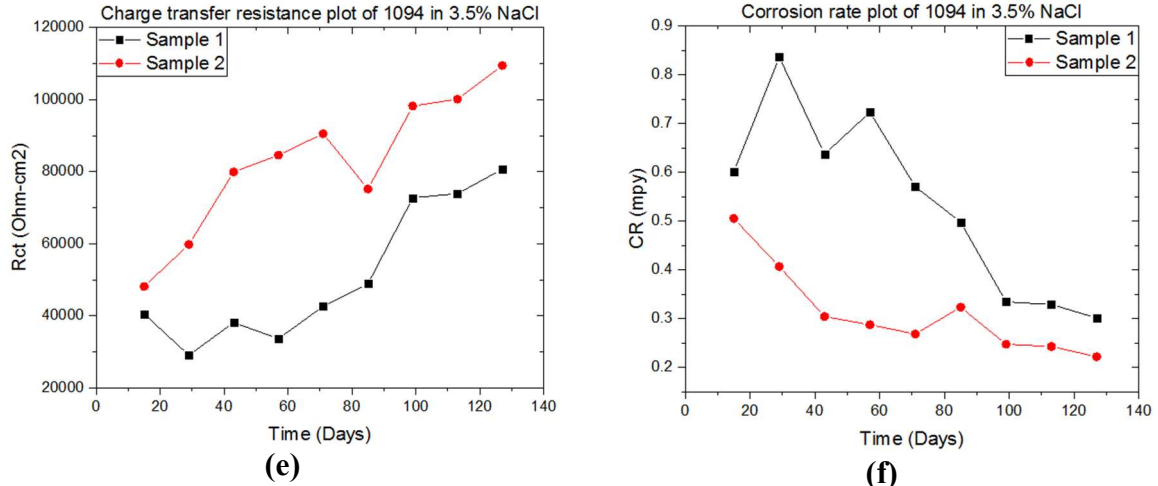 Charge transfer resistance plot of 1094 in 3.5% NaCl
120000
Sample 1
Sample 2
100000
80000
60000
40000
20000
Rct (Ohm-cm2)
0 20 40 60 80 100 120 140
Time (Days)
(e)
Corrosion rate plot of 1094 in 3.5% NaCl
0.9
Sample 1
Sample 2
0.8
0.7
0.6
0.5
0.4
0.3
0.2
CR (mpy)
0 20 40 60 80 100 120 140
Time (Days)
(f)